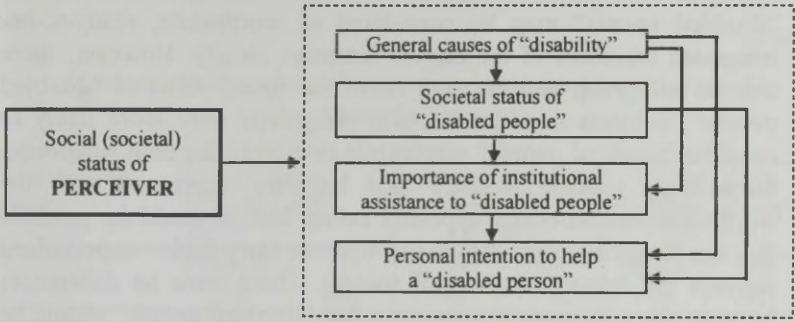 Social (societal)
status of
PERCEIVER
General causes of “disability”
Societal status of
“disabled people”
Importance of institutional
assistance to “disabled people”
Personal intention to help
a “disabled person”